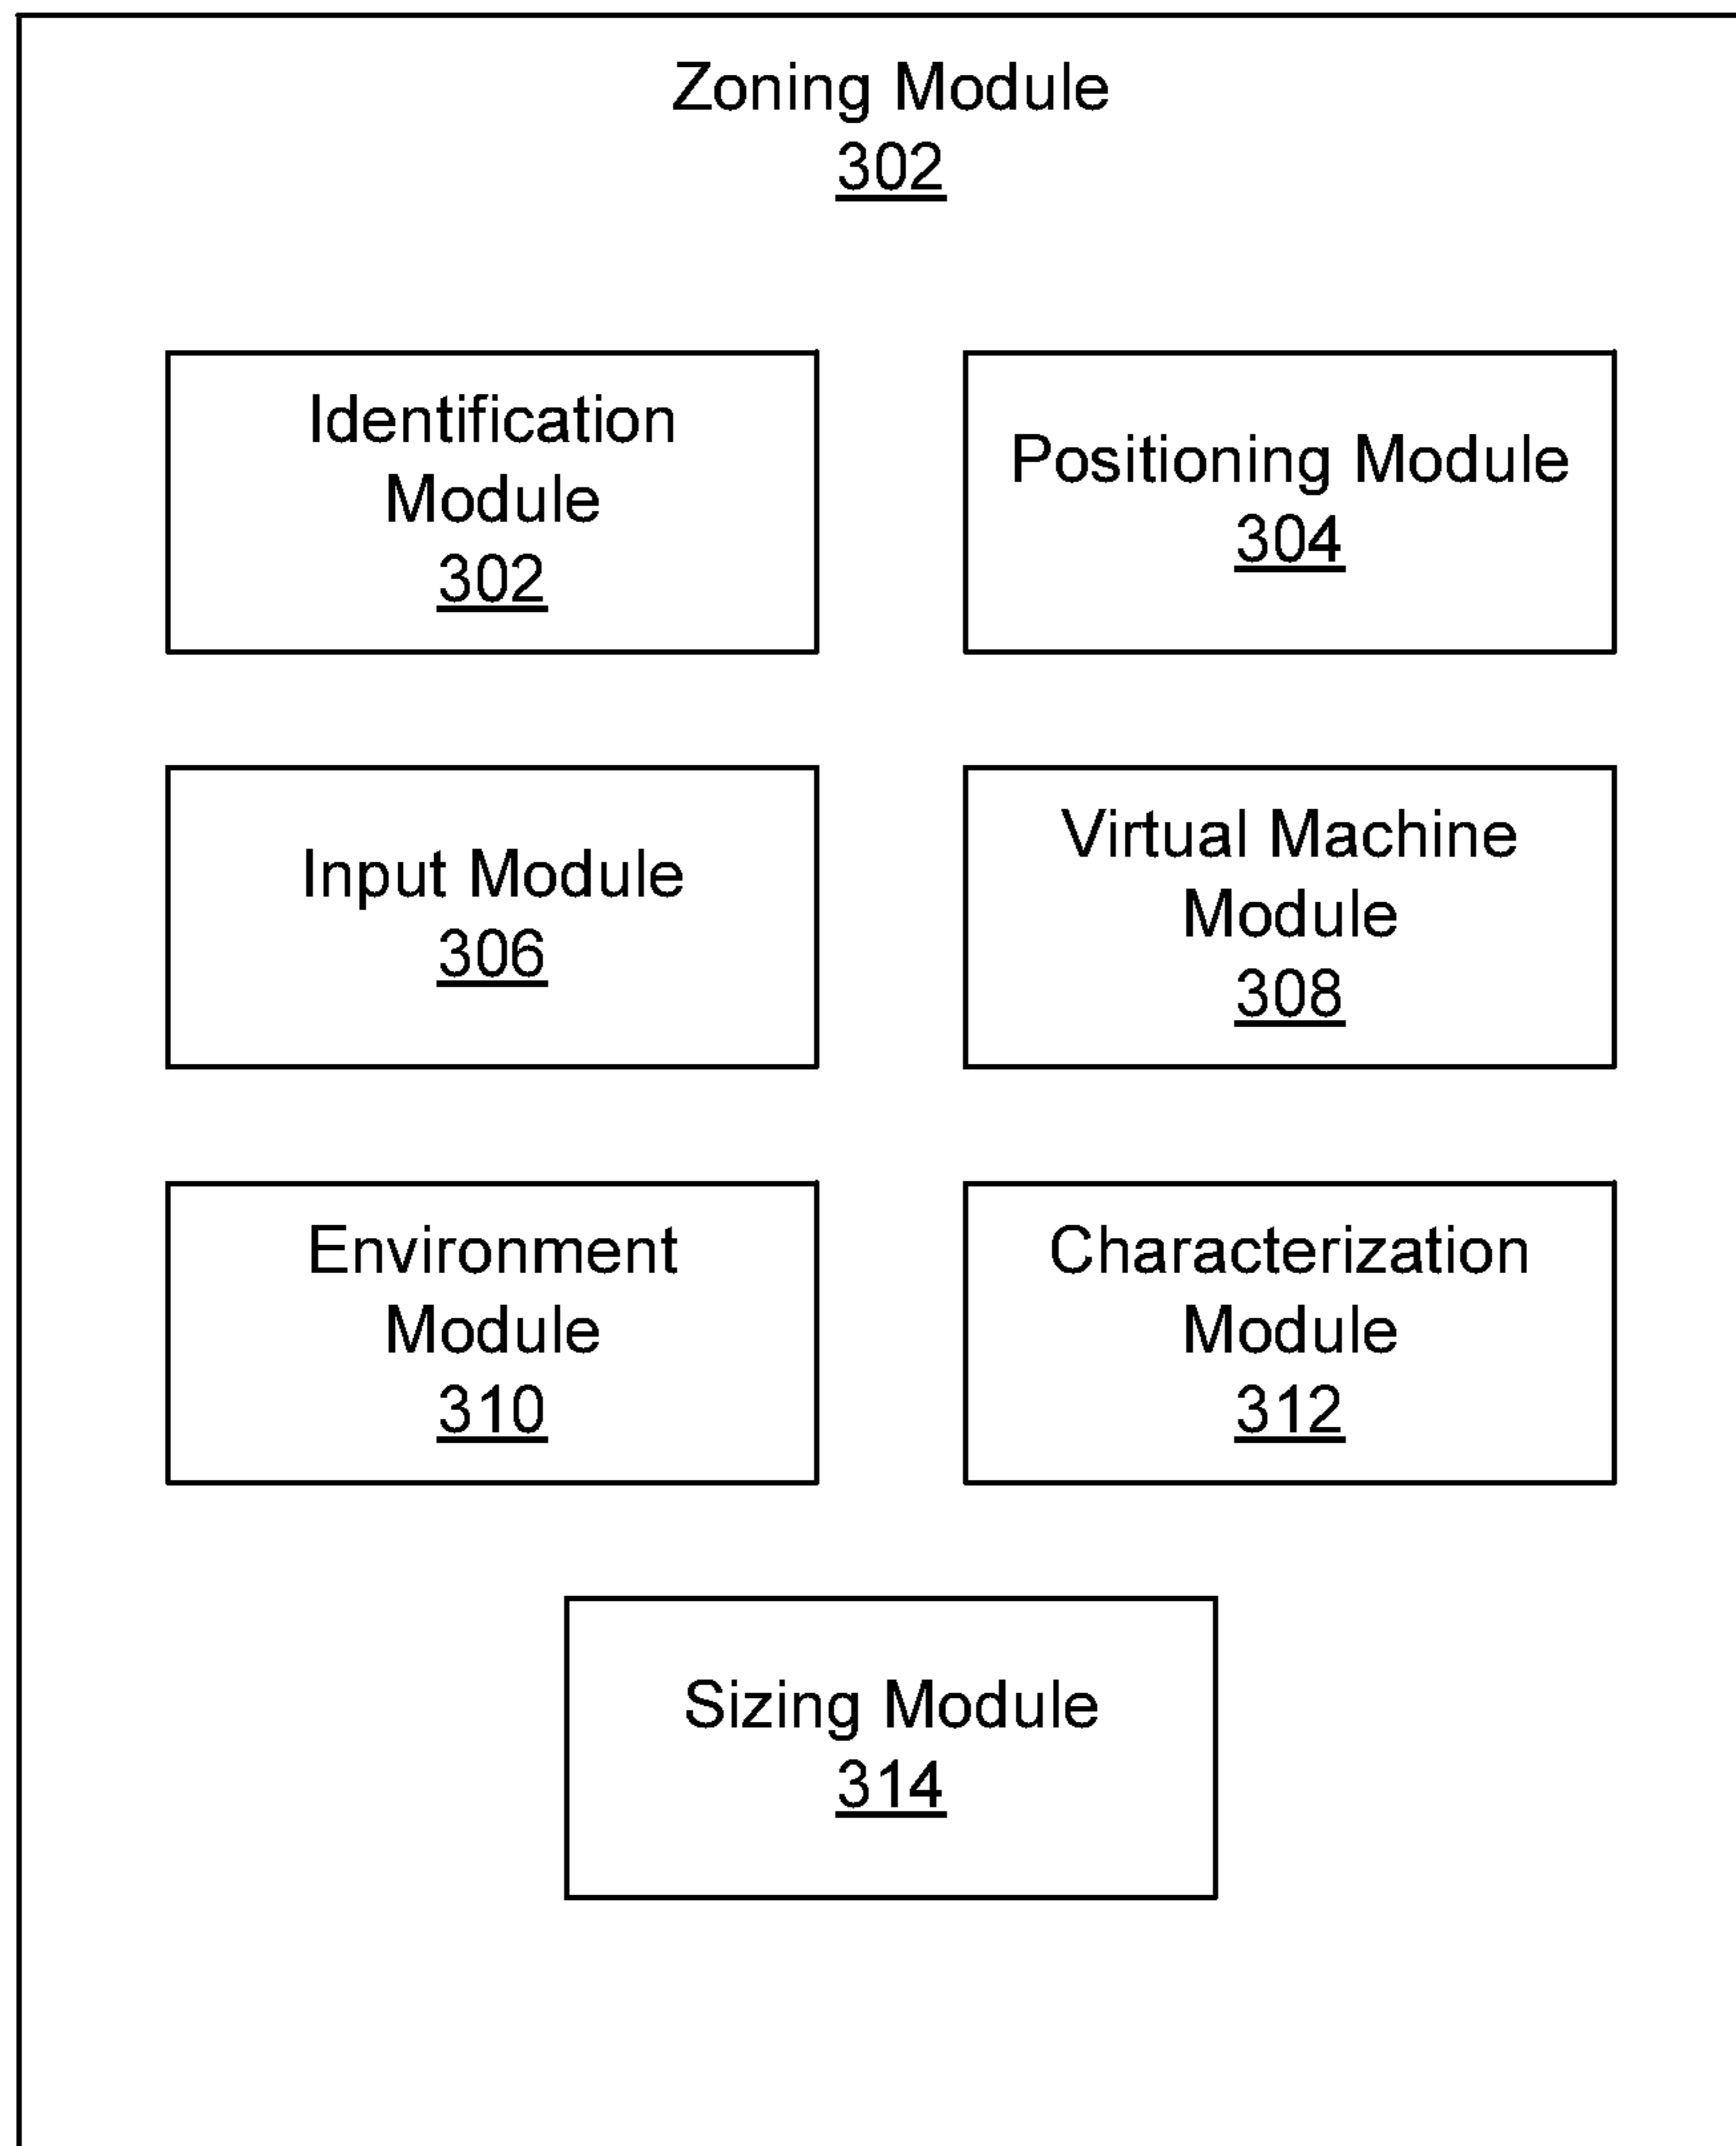 Zoning Module
302
Identification
Module
302
Positioning Module
304
Input Module
306
Virtual Machine
Module
308
Environment
Module
310
Characterization
Module
312
Sizing Module
314